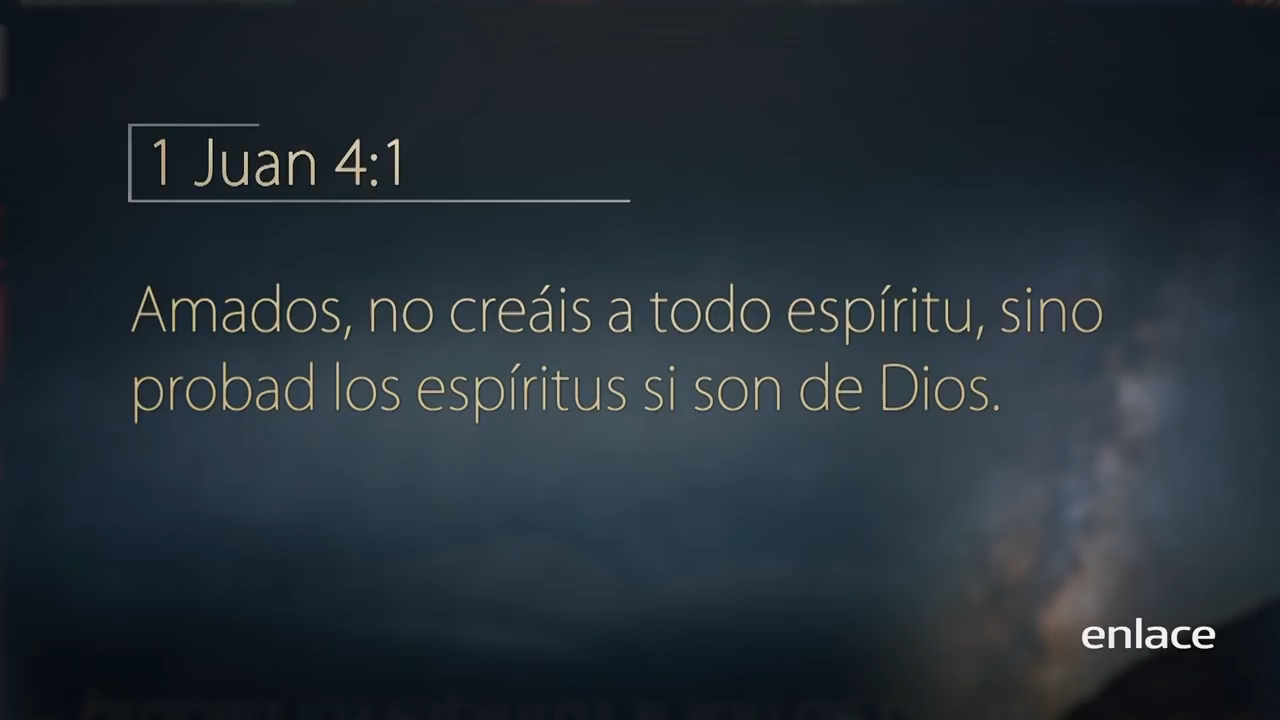 1 Juan 4:1
Amados, no creáis a todo espíritu, sino
probad los espíritus si son de Dios.
enlace